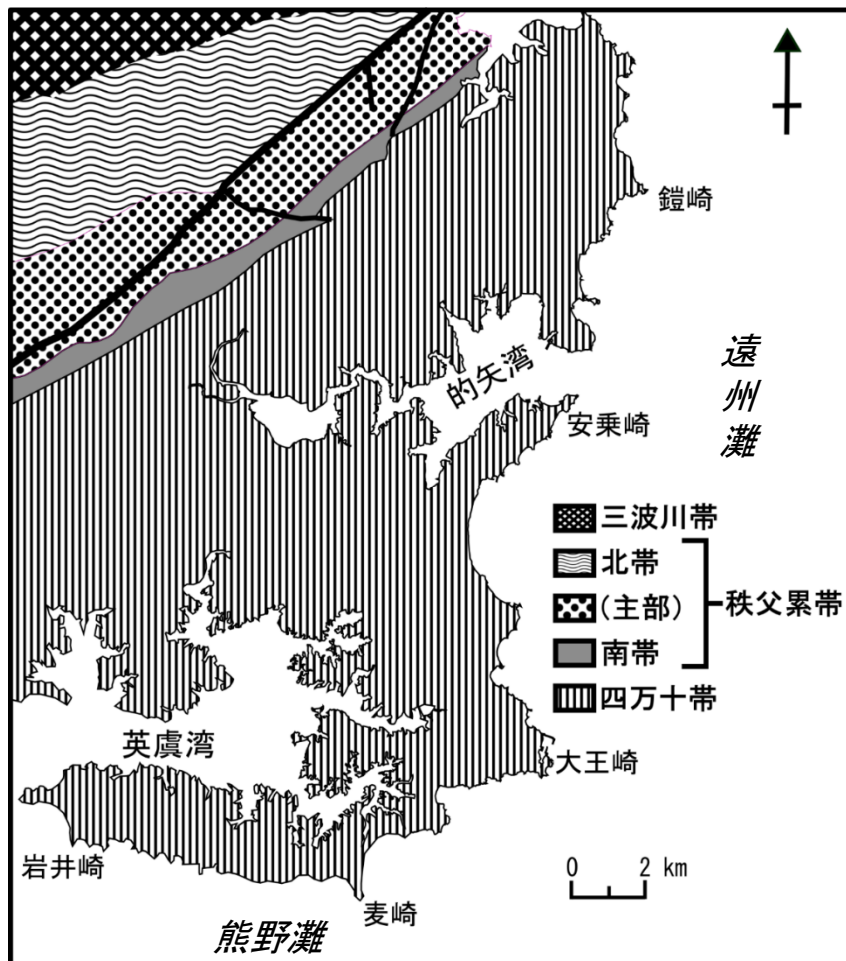 鎧崎
遠州灘
的矢湾
安乗崎
三波川帯
北帯
(主部)
南帯
秩父累帯
四万十帯
英虞湾
大王崎
岩井崎
麦崎
0 2 km
熊野灘